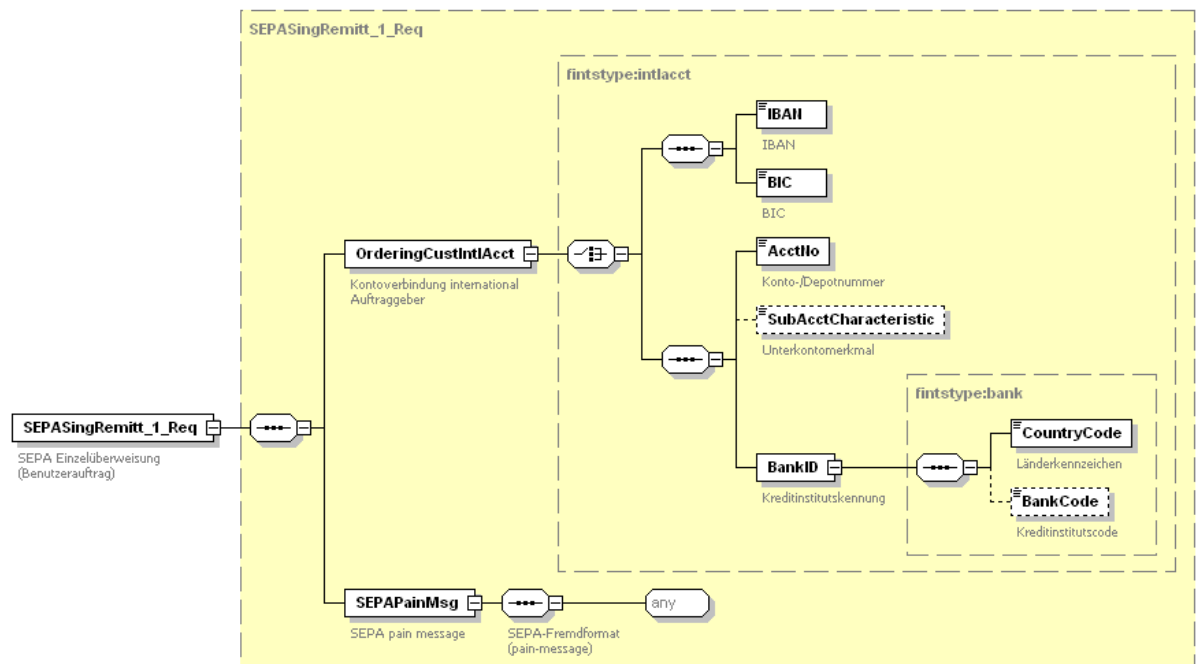 SEPASingRemitt_1_Req
fintstype:intlacct
IBAN
IBAN
BIC
BIC
OrderingCustIntlAcct
Kontoverbindung international
Auftraggeber
AcctNo
Konto-/Depotnummer
SubAcctCharacteristic
Unterkontomerkmal
fintstype:bank
SEPASingRemitt_1_Req
SEPA Einzelüberweisung
(Benutzerauftrag)
CountryCode
Länderkennzeichen
BankID
Kreditinstitutskennung
BankCode
Kreditinstitutscode
SEPAPainMsg
SEPA pain message
SEPA-Fremdformat
(pain-message)
any